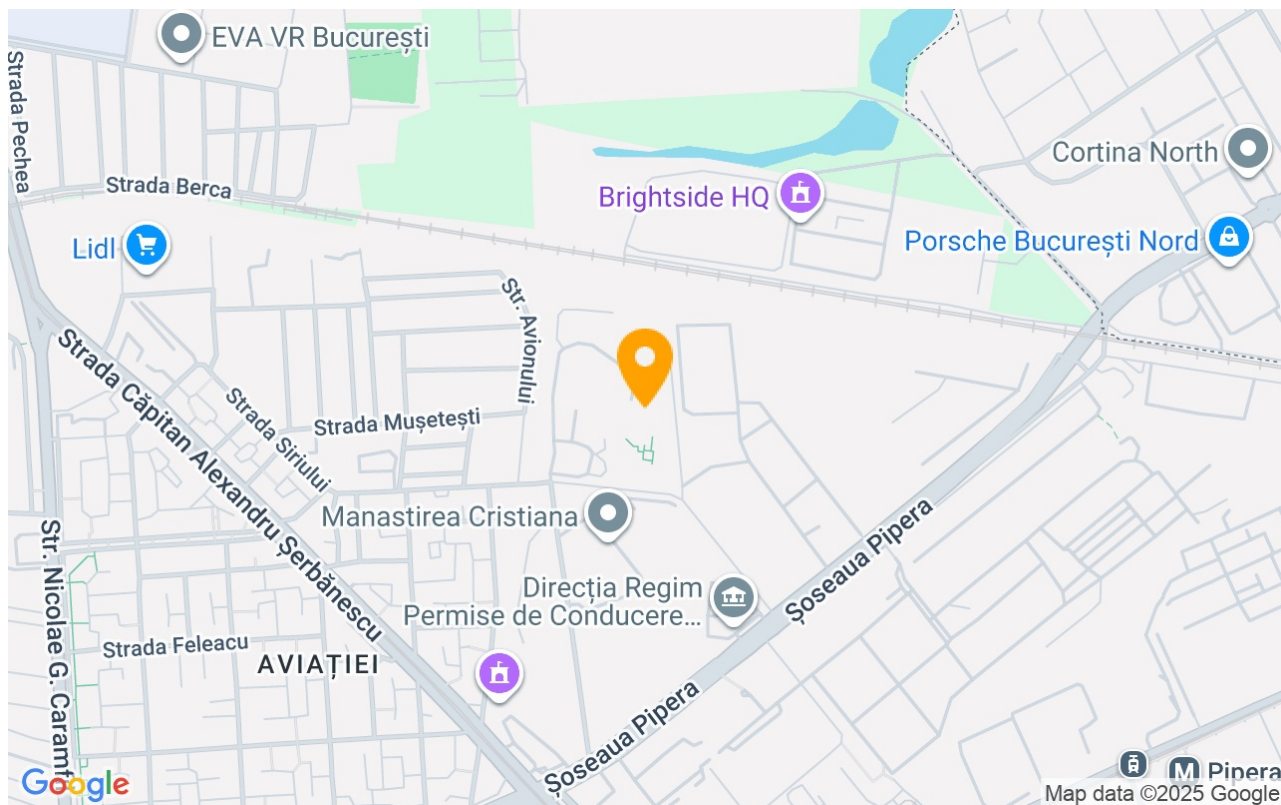 EVA VR București
Strada Pechea
Strada Berca
Cortina North
Brightside HQ
Lidl
Porsche București Nord
Str. Avionului
Strada Căpitan Alexandru Șerbănescu
Strada Siriului
Strada Mușetești
Manastirea Cristiana
Str. Nicolae G. Caramf
Direcția Regim
Permise de Conducere...
Șoseaua Pipera
Strada Feleacu
AVIAȚIEI
Șoseaua Pipera
M Pipera
Google
Map data ©2025 Google